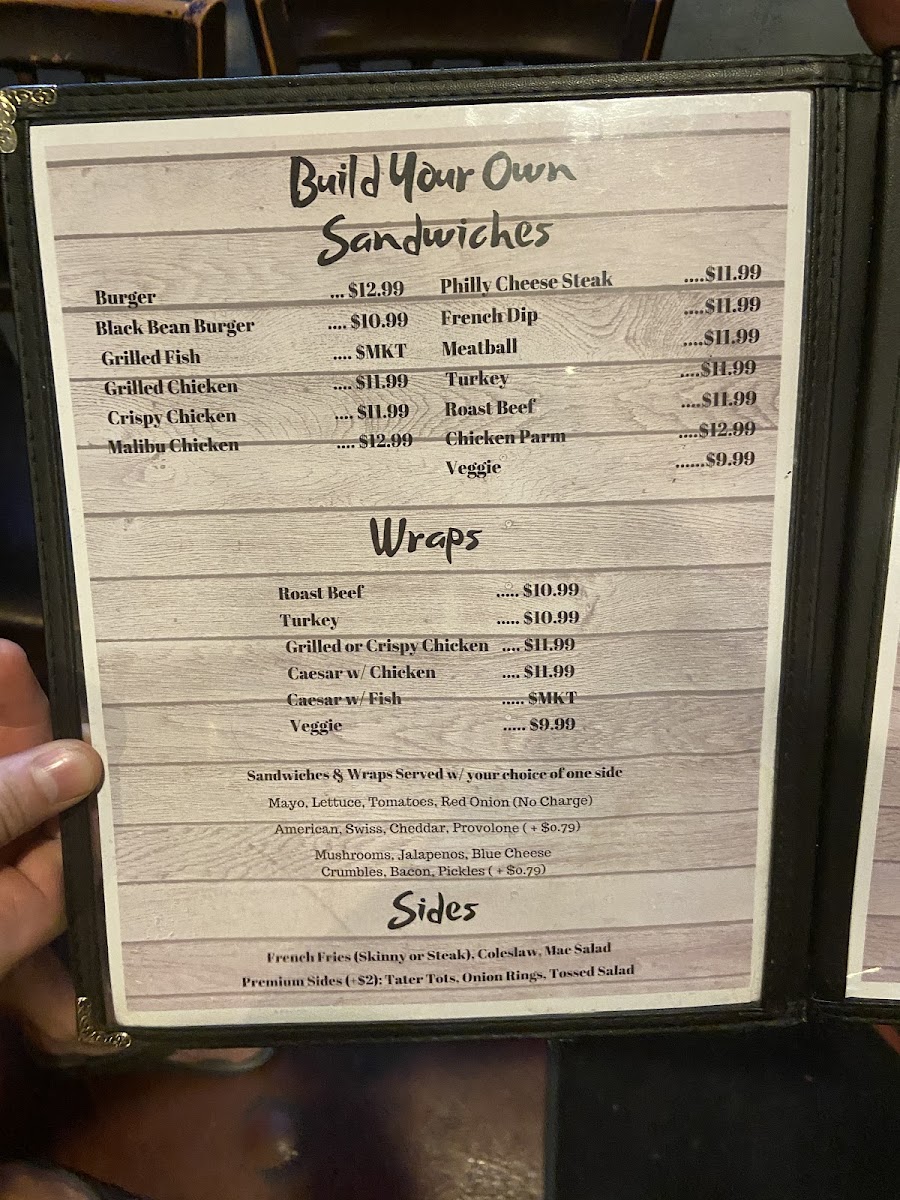 Build Your Own
Sandwiches
Burger ... $12.99
Black Bean Burger .... $10.99
Grilled Fish .... $MKT
Grilled Chicken .... $11.99
Crispy Chicken .... $11.99
Malibu Chicken .... $12.99
Philly Cheese Steak ....$11.99
French Dip ....$11.99
Meatball ....$11.99
Turkey ....$11.99
Roast Beef ....$11.99
Chicken Parm ....$12.99
Veggie ......$9.99
Wraps
Roast Beef ..... $10.99
Turkey ..... $10.99
Grilled or Crispy Chicken .... $11.99
Caesar w/ Chicken .... $11.99
Caesar w/ Fish ..... $MKT
Veggie ..... $9.99
Sandwiches & Wraps Served w/ your choice of one side
Mayo, Lettuce, Tomatoes, Red Onion (No Charge)
American, Swiss, Cheddar, Provolone ( + $0.79)
Mushrooms, Jalapenos, Blue Cheese
Crumbles, Bacon, Pickles ( + $0.79)
Sides
French Fries (Skinny or Steak), Coleslaw, Mac Salad
Premium Sides (+$2): Tater Tots, Onion Rings, Tossed Salad